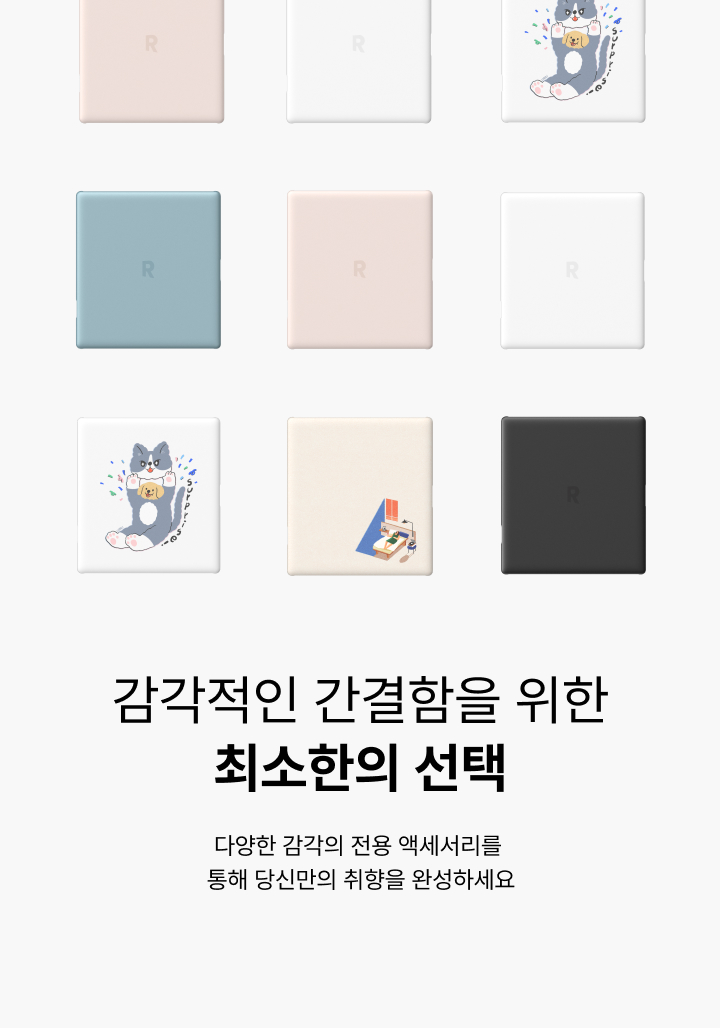 R
R
Surprise!
R
R
R
Surprise!
R
감각적인 간결함을 위한
최소한의 선택
다양한 감각의 전용 액세서리를
통해 당신만의 취향을 완성하세요